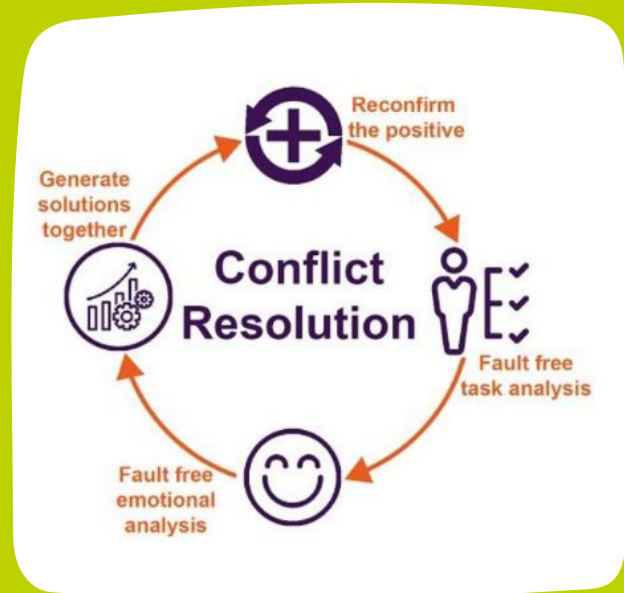 Reconfirm
the positive
Generate
solutions
together
Conflict
Resolution
Fault free
task analysis
Fault free
emotional
analysis